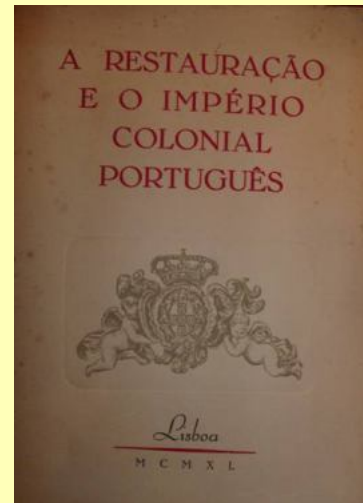 A RESTAURAÇÃO
E O IMPÉRIO
COLONIAL
PORTUGUÊS
Lisboa
MCMXL